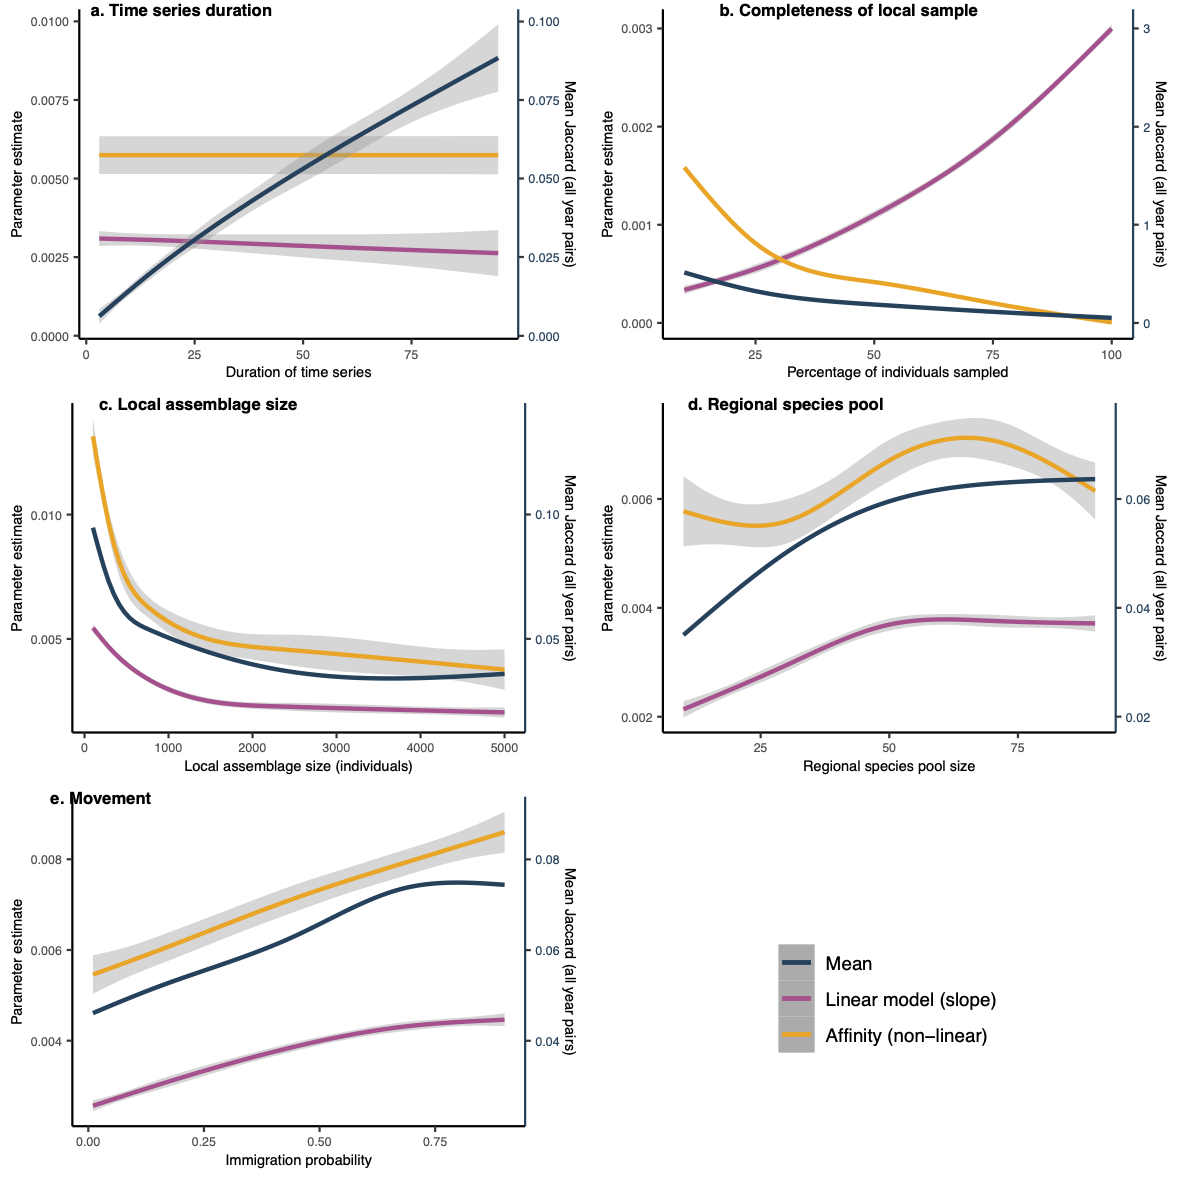 a. Time series duration
0.0100
0.0075
0.0050
0.0025
0.0000
Parameter estimate
0.100
0.075
0.050
0.025
0.000
Mean Jaccard (all year pairs)
0
25
50
75
Duration of time series
b. Completeness of local sample
0.003
0.002
0.001
0.000
Parameter estimate
3
2
1
0
Mean Jaccard (all year pairs)
25
50
75
100
Percentage of individuals sampled
c. Local assemblage size
0.010
0.005
Parameter estimate
0.10
0.05
Mean Jaccard (all year pairs)
0
1000
2000
3000
4000
5000
Local assemblage size (individuals)
d. Regional species pool
0.006
0.004
0.002
Parameter estimate
0.06
0.04
0.02
Mean Jaccard (all year pairs)
25
50
75
Regional species pool size
e. Movement
0.008
0.006
0.004
Parameter estimate
0.08
0.06
0.04
Mean Jaccard (all year pairs)
0.00
0.25
0.50
0.75
Immigration probability
Mean
Linear model (slope)
Affinity (non−linear)